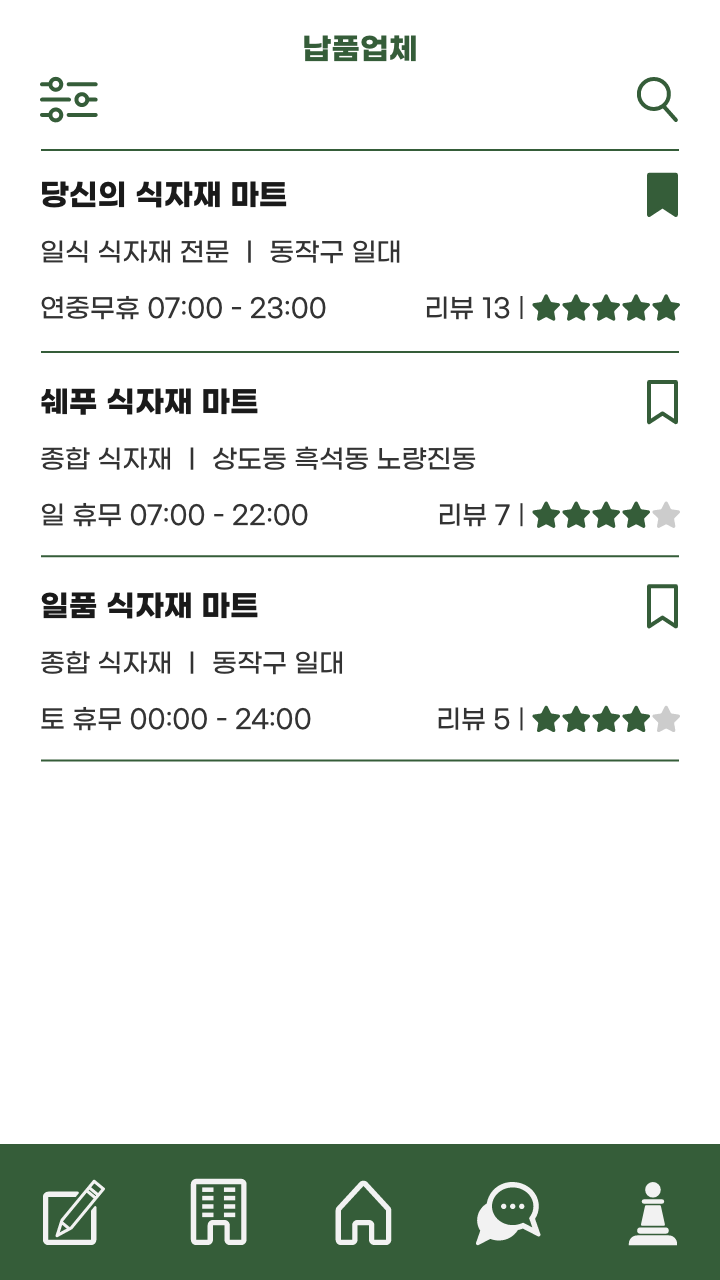 납품업체
당신의 식자재 마트
일식 식자재 전문 | 동작구 일대
연중무휴 07:00 - 23:00 리뷰 13 |
쉐푸 식자재 마트
종합 식자재 | 상도동 흑석동 노량진동
일 휴무 07:00 - 22:00 리뷰 7 |
일품 식자재 마트
종합 식자재 | 동작구 일대
토 휴무 00:00 - 24:00 리뷰 5 |